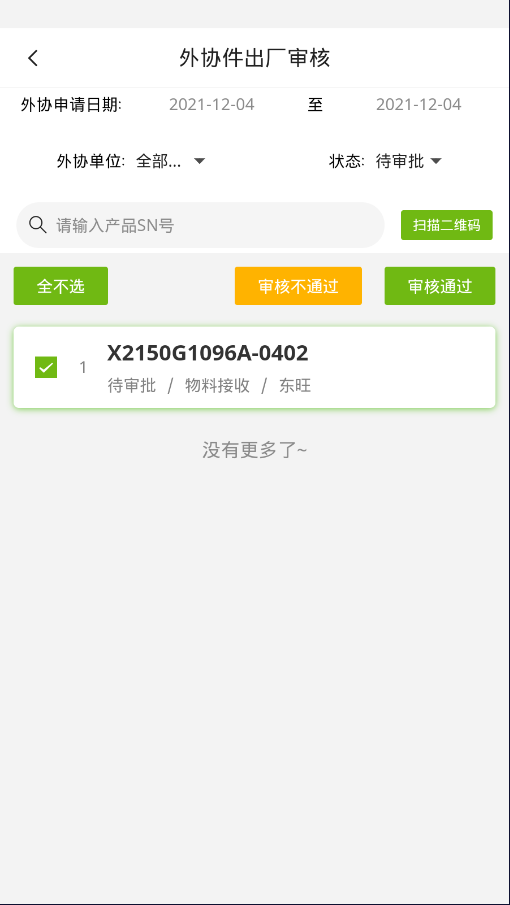 外协件出厂审核
外协申请日期: 2021-12-04 至 2021-12-04
外协单位: 全部... 状态: 待审批
请输入产品SN号 扫描二维码
全不选 审核不通过 审核通过
1 X2150G1096A-0402
待审批 / 物料接收 / 东旺
没有更多了~